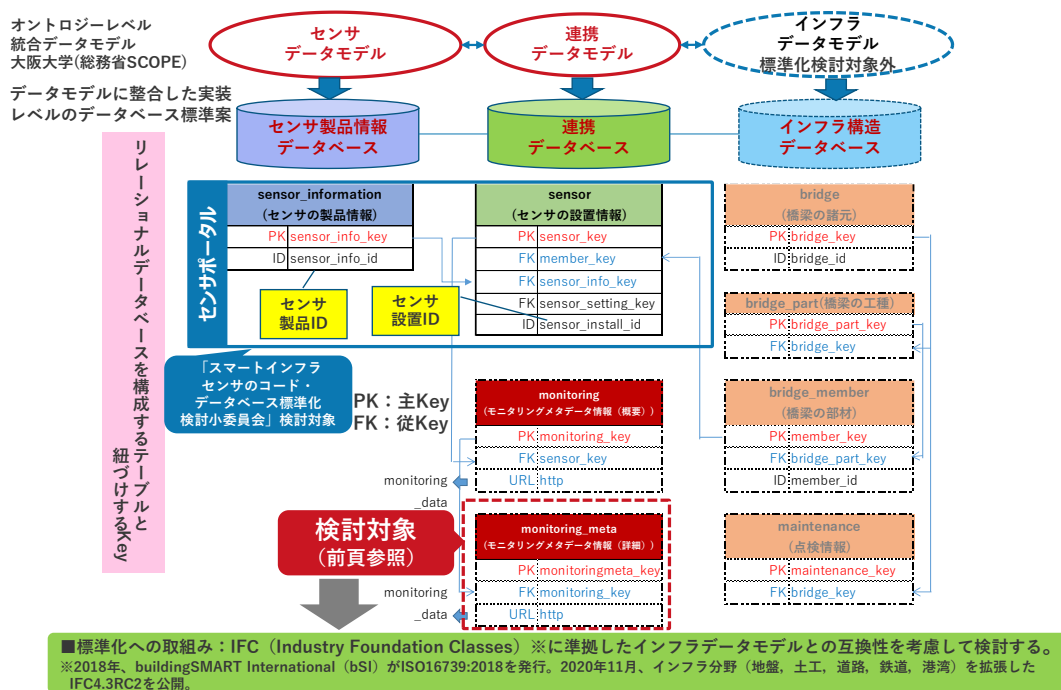 オントロジーレベル
統合データモデル
大阪大学(総務省SCOPE)
センサ
データモデル
連携
データモデル
インフラ
データモデル
標準化検討対象外
データモデルに整合した実装
レベルのデータベース標準案
センサ製品情報
データベース
連携
データベース
インフラ構造
データベース
リレーショナルデータベースを構成するテーブルと
紐づけするKey
センサポータル
sensor_information
(センサの製品情報)
PK sensor_info_key
ID sensor_info_id
センサ
製品ID
sensor
(センサの設置情報)
PK sensor_key
FK member_key
FK sensor_info_key
FK sensor_setting_key
ID sensor_install_id
センサ
設置ID
bridge
(橋梁の諸元)
PK bridge_key
ID bridge_id
bridge_part(橋梁の工種)
PK bridge_part_key
FK bridge_key
「スマートインフラ
センサのコード・
データベース標準化
検討小委員会」検討対象
PK：主Key
FK：従Key
monitoring
(モニタリングメタデータ情報（概要）)
PK monitoring_key
FK sensor_key
URL http
monitoring
_data
bridge_member
(橋梁の部材)
PK member_key
FK bridge_part_key
ID member_id
検討対象
(前頁参照)
monitoring_meta
(モニタリングメタデータ情報（詳細）)
PK monitoringmeta_key
FK monitoring_key
URL http
monitoring
_data
maintenance
(点検情報)
PK maintenance_key
FK bridge_key
■標準化への取組み：IFC（Industry Foundation Classes）※に準拠したインフラデータモデルとの互換性を考慮して検討する。
※2018年、buildingSMART International（bSI）がISO16739:2018を発行。2020年11月、インフラ分野（地盤，土工，道路，鉄道，港湾）を拡張した
IFC4.3RC2を公開。